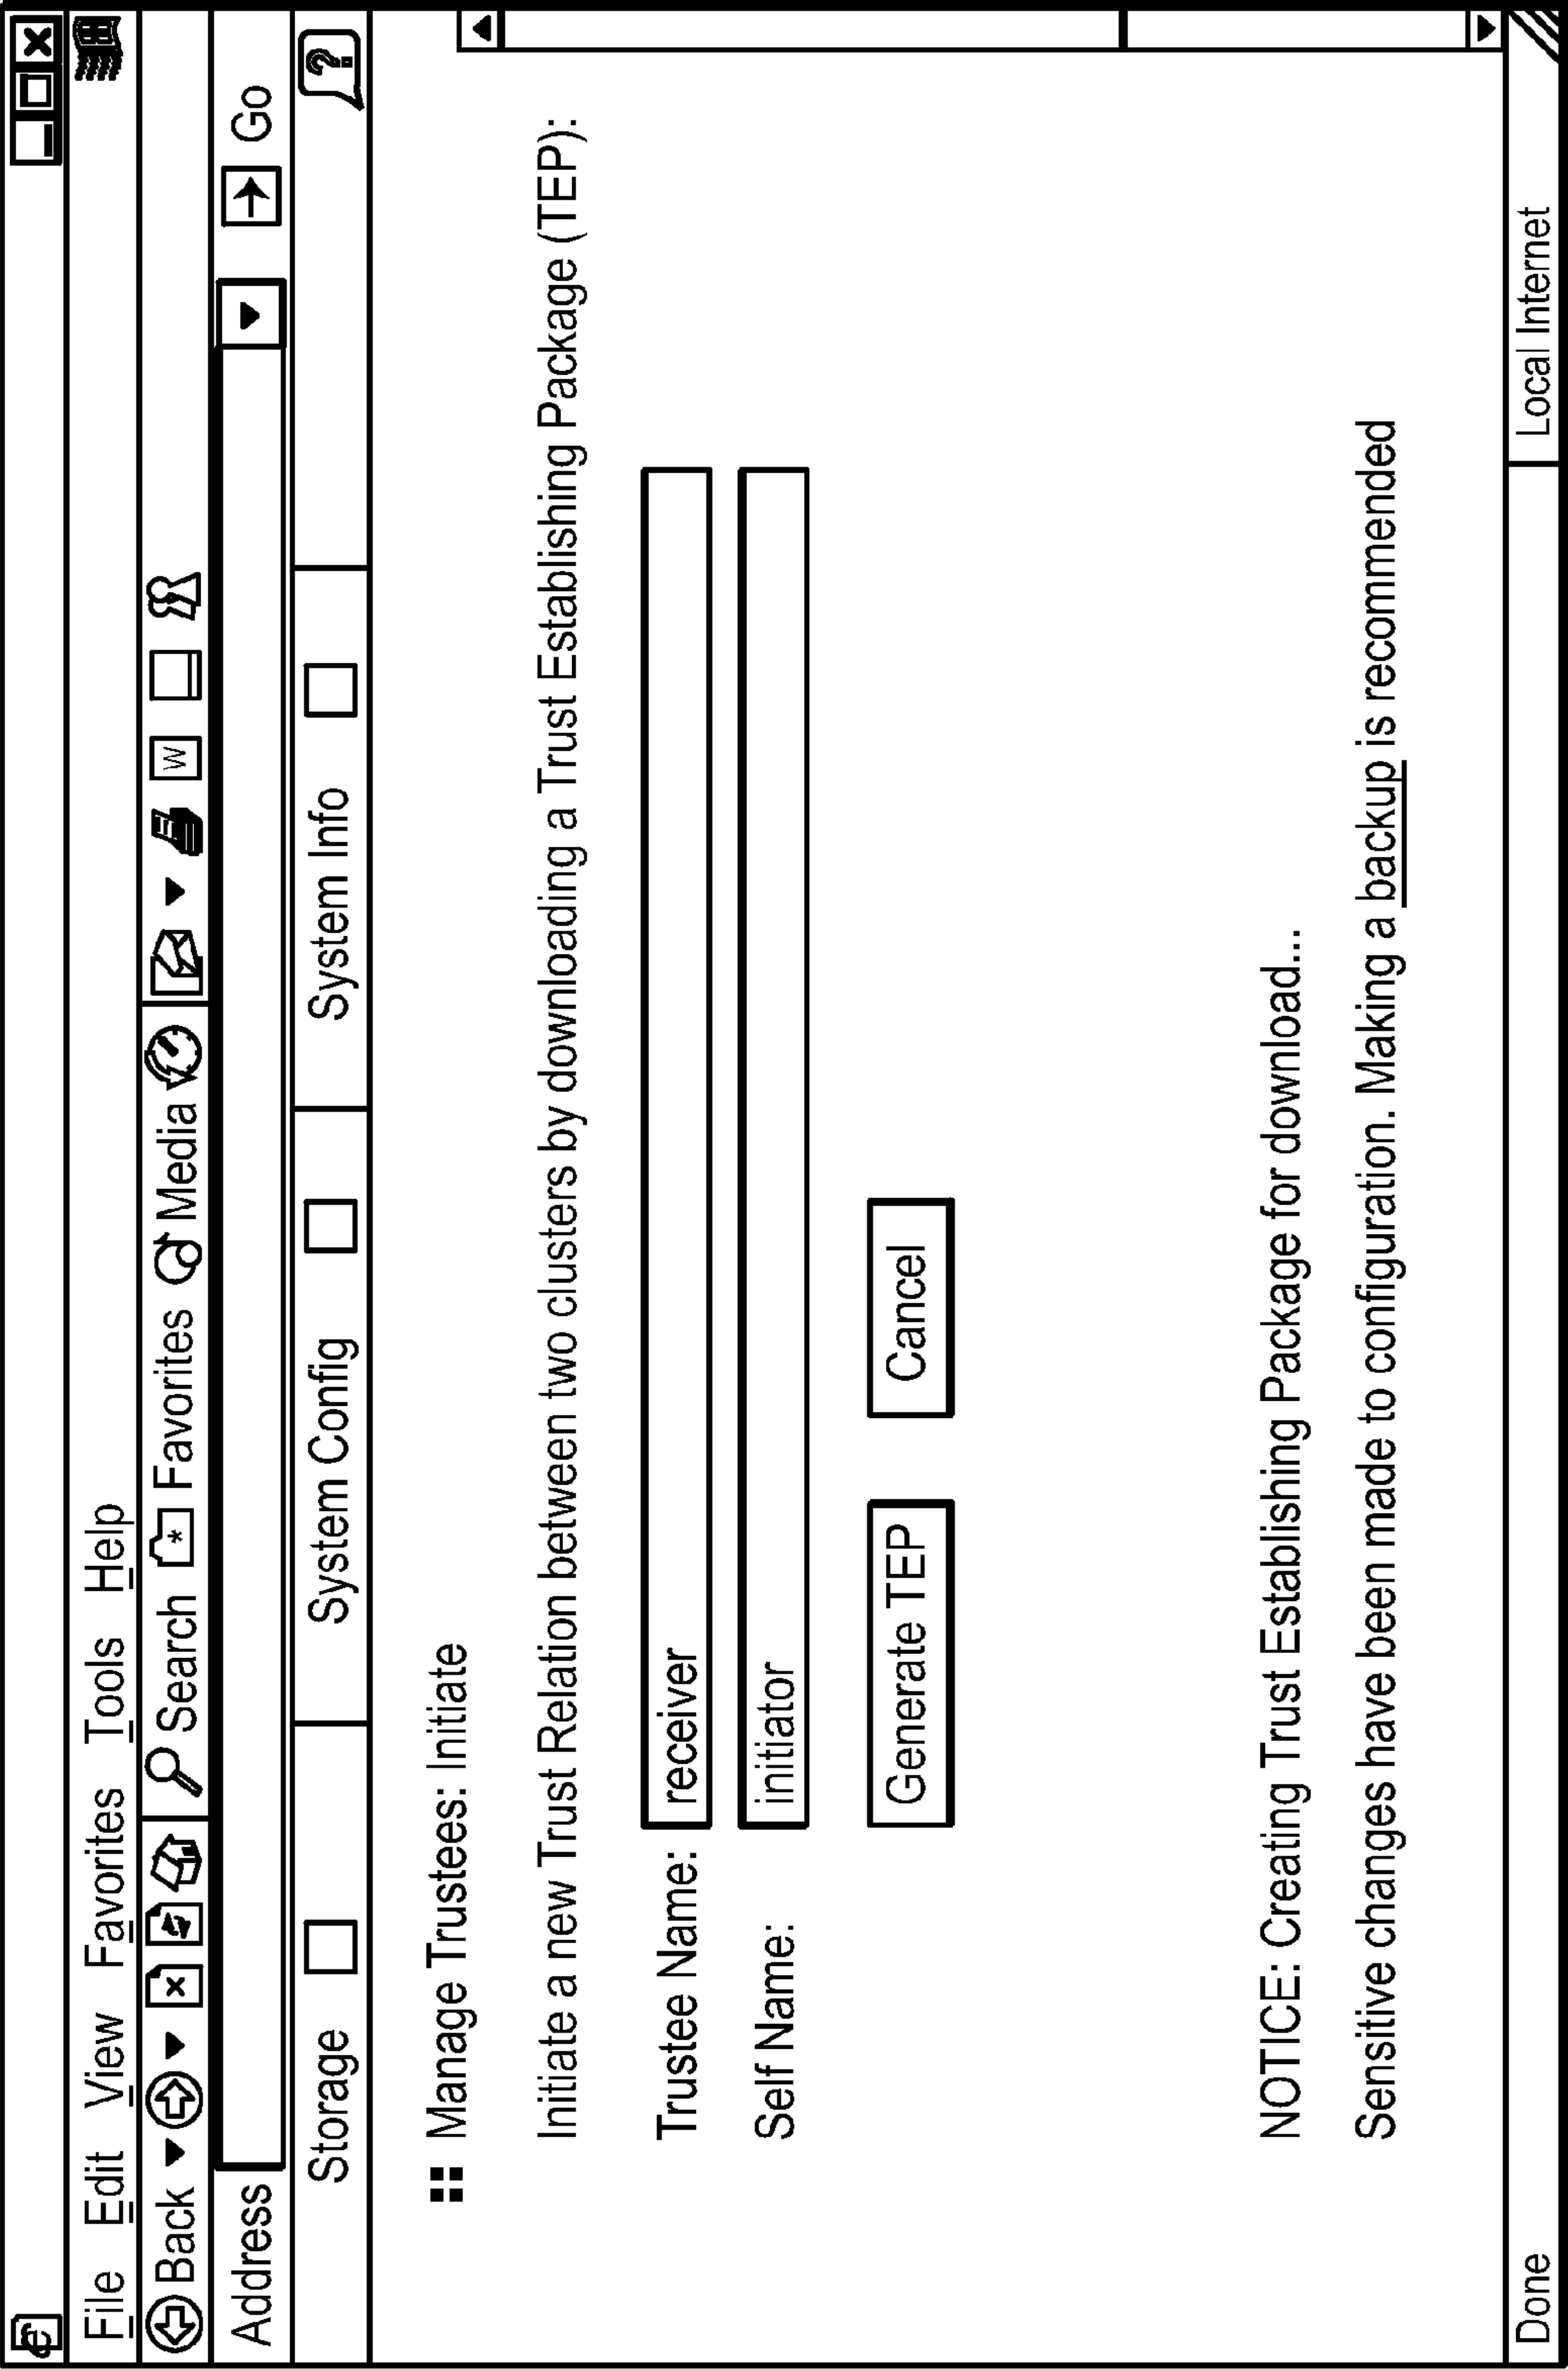 File Edit View Favorites Tools Help
Back Search * Favorites Media W
Address Go
Storage System Config System Info ?
Manage Trustees: Initiate
Initiate a new Trust Relation between two clusters by downloading a Trust Establishing Package (TEP):
Trustee Name: receiver
Self Name: initiator
Generate TEP Cancel
NOTICE: Creating Trust Establishing Package for download...
Sensitive changes have been made to configuration. Making a backup is recommended
Done Local Internet